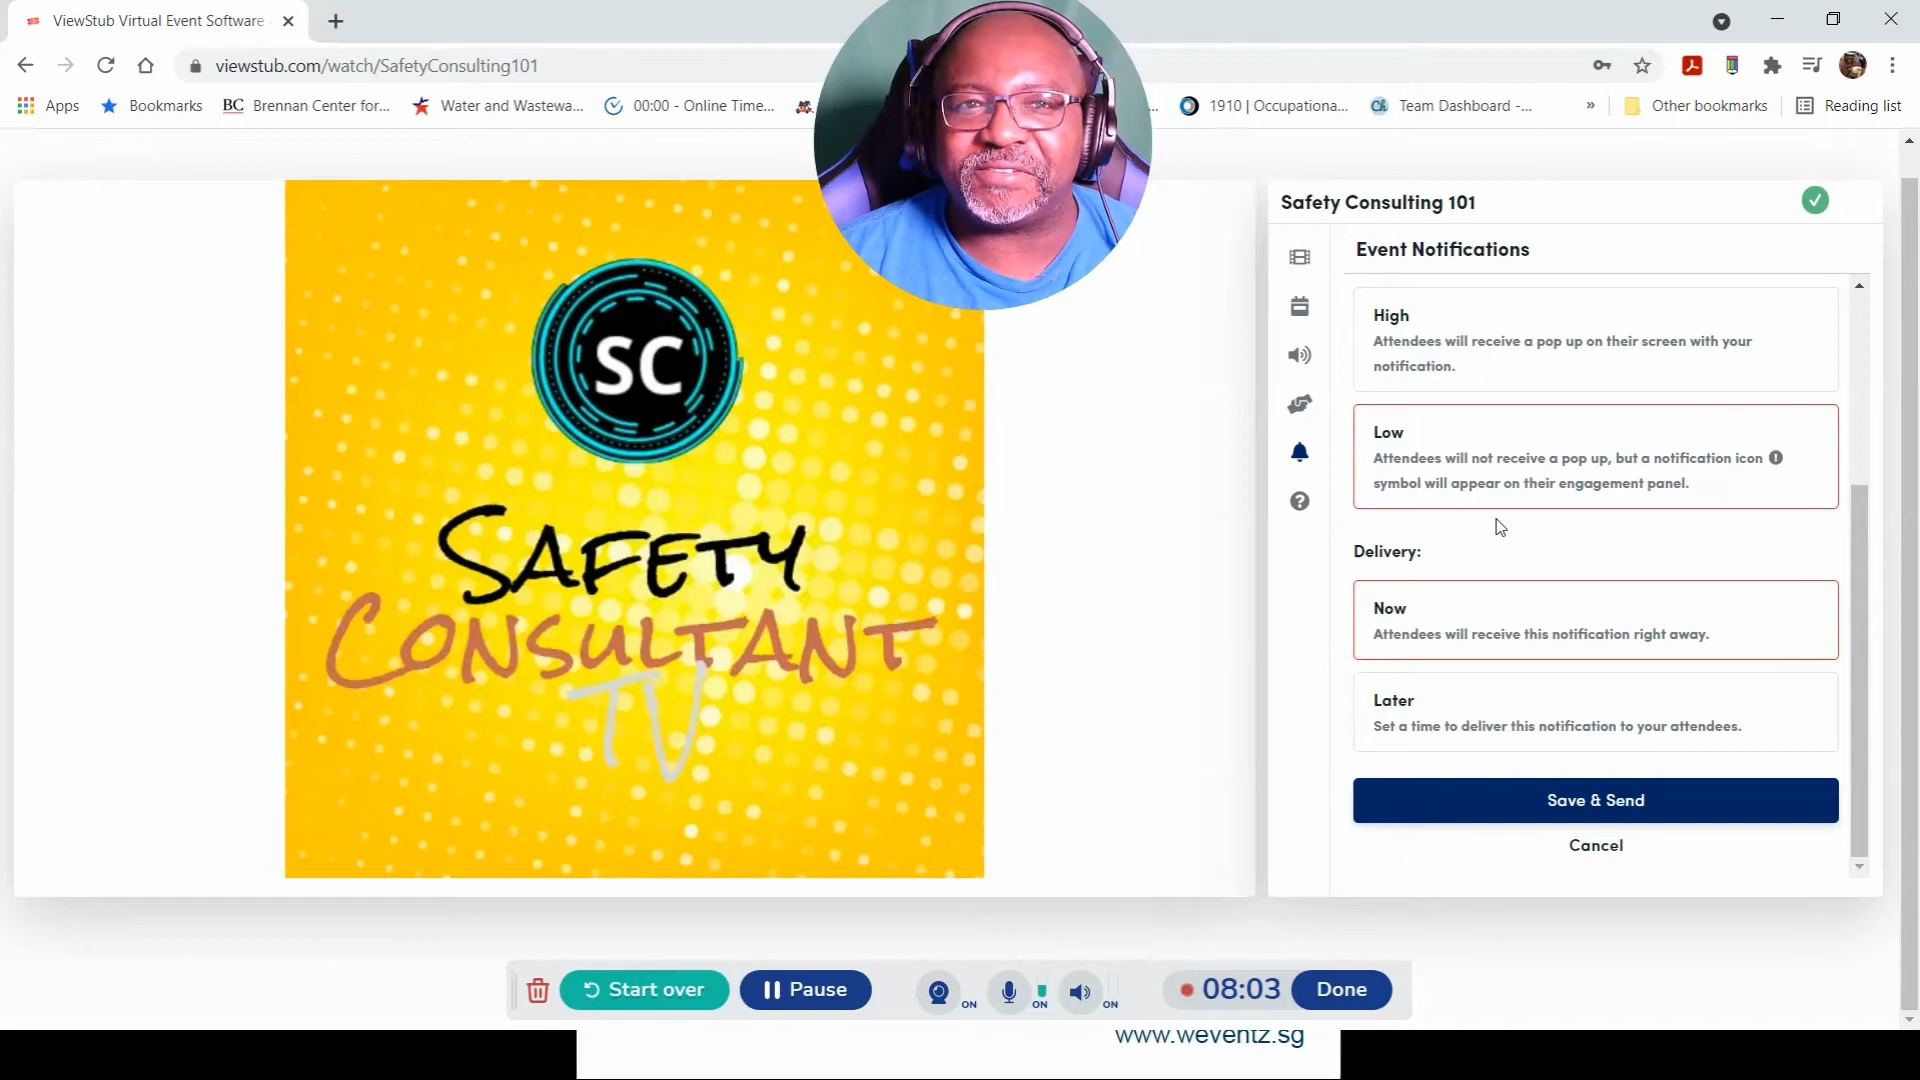 ViewStub Virtual Event Software
viewstub.com/watch/SafetyConsulting101
Apps
Bookmarks
BC Brennan Center for...
Water and Wastewa...
00:00 - Online Time...
1910 | Occupationa...
Ch Team Dashboard -...
»
Other bookmarks
Reading list
SC
SAFETY
CONSULTANT
TV
Safety Consulting 101
Event Notifications
High
Attendees will receive a pop up on their screen with your
notification.
Low
Attendees will not receive a pop up, but a notification icon
symbol will appear on their engagement panel.
Delivery:
Now
Attendees will receive this notification right away.
Later
Set a time to deliver this notification to your attendees.
Save & Send
Cancel
Start over
Pause
ON
ON
ON
08:03
Done
www.weventz.sg